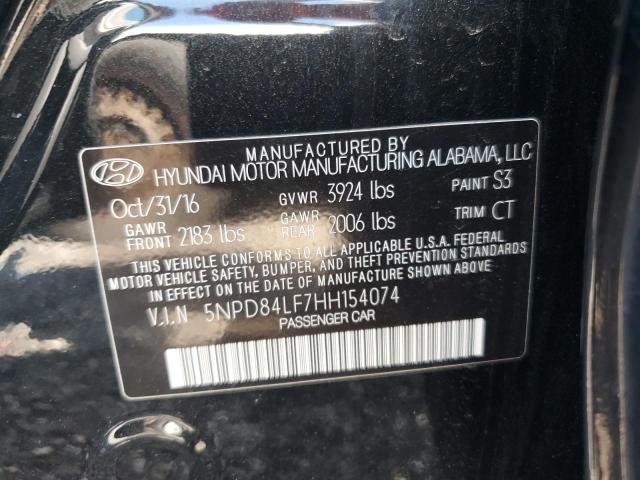 MANUFACTURED BY
HYUNDAI MOTOR MANUFACTURING ALABAMA, LLC
Oct/31/16 GVWR 3924 lbs PAINT S3
GAWR FRONT 2183 lbs GAWR REAR 2006 lbs TRIM CT
THIS VEHICLE CONFORMS TO ALL APPLICABLE U.S.A. FEDERAL
MOTOR VEHICLE SAFETY, BUMPER, AND THEFT PREVENTION STANDARDS
IN EFFECT ON THE DATE OF MANUFACTURE SHOWN ABOVE.
V.I.N 5NPD84LF7HH154074
PASSENGER CAR